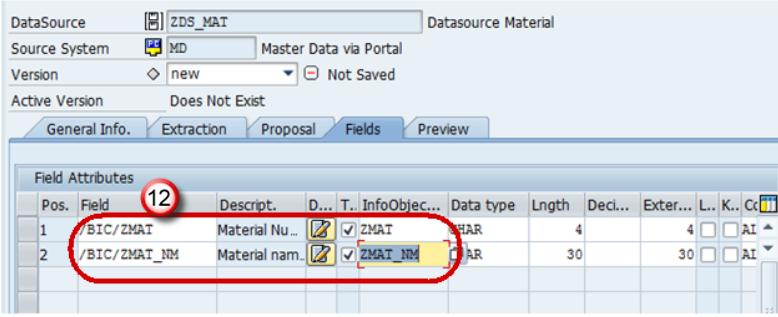 DataSource ZDS_MAT Datasource Material
Source System MD Master Data via Portal
Version new Not Saved
Active Version Does Not Exist
General Info. Extraction Proposal Fields Preview
Field Attributes
12
Pos. Field Descript. D... T.. InfoObjec... Data type Lngth Deci... Exter... L.. K.. Co
1 /BIC/ZMAT Material Nu... ZMAT CHAR 4 4 AI
2 /BIC/ZMAT_NM Material nam.. ZMAT_NM AR 30 30 AI